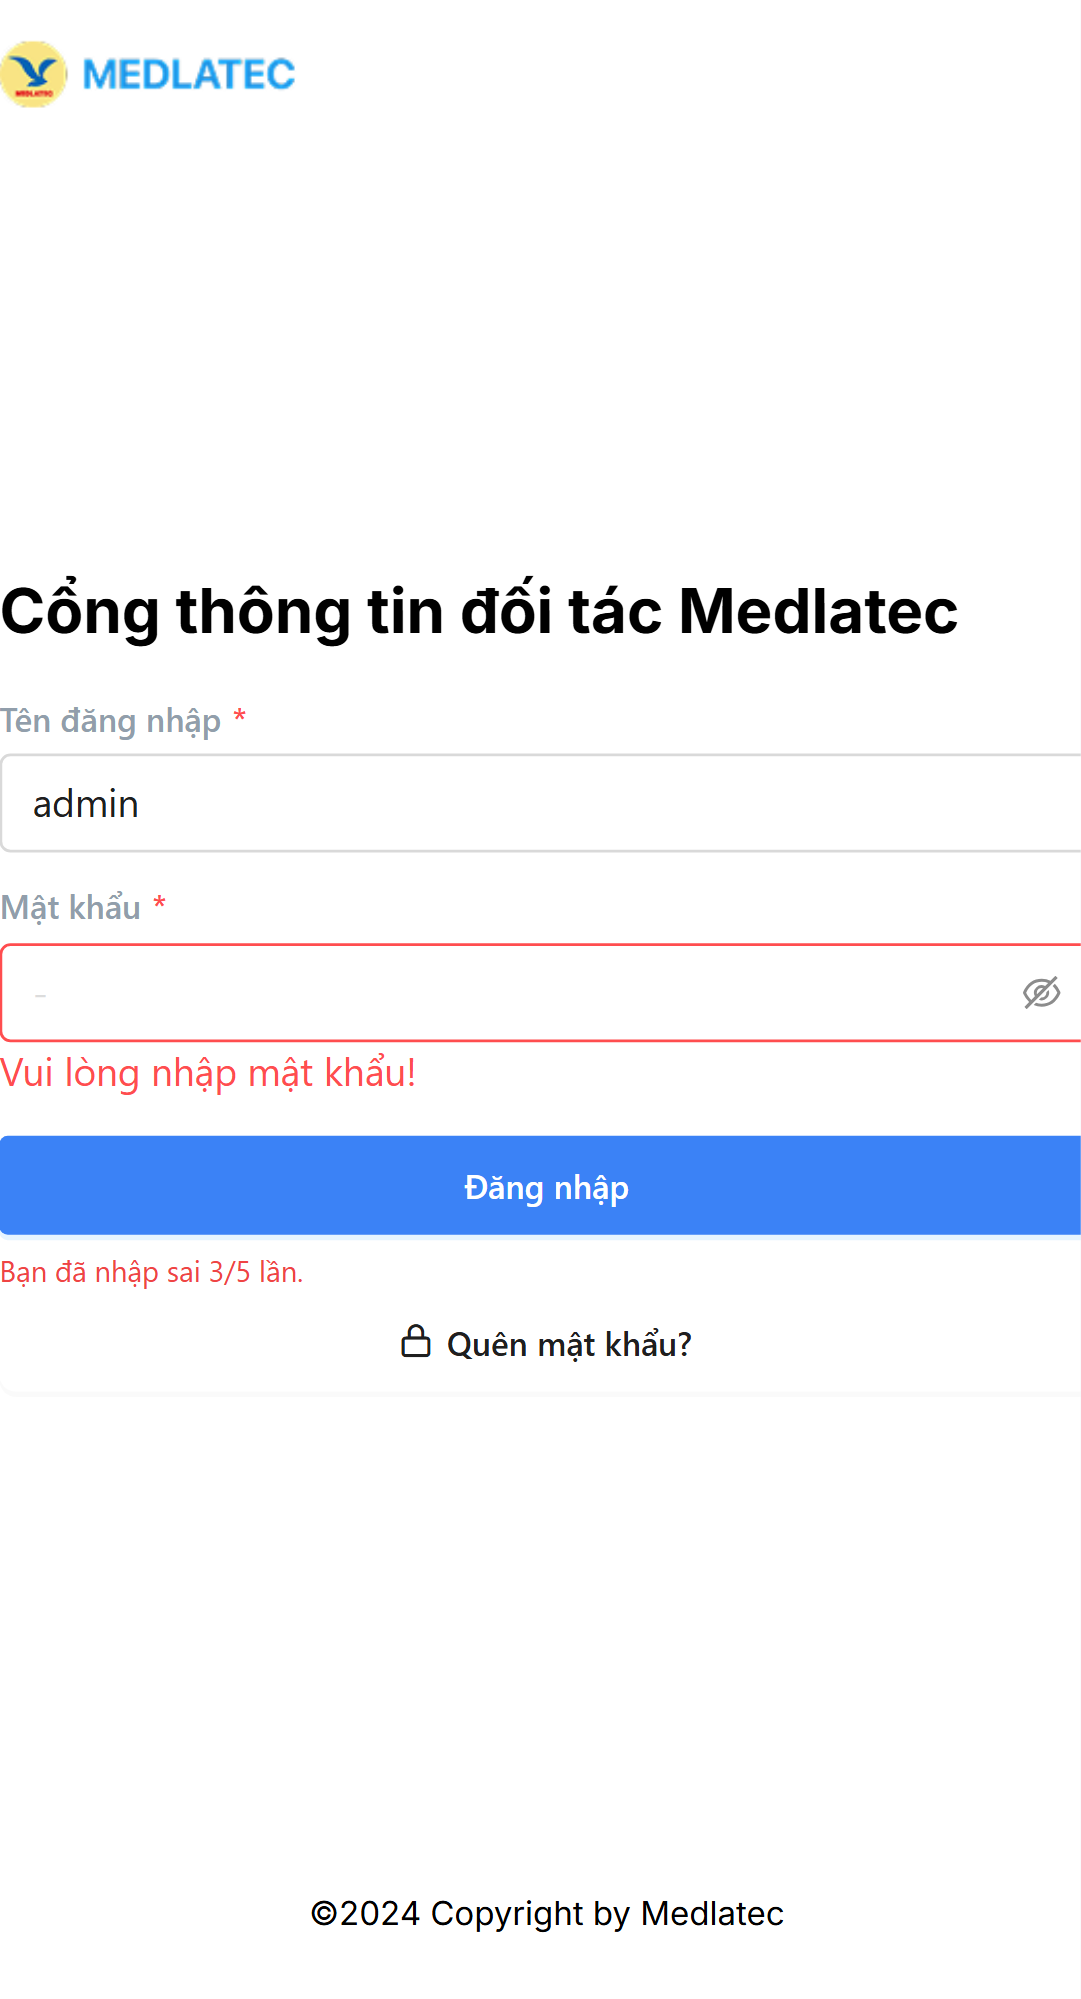 MEDLATEC
MEDLATEC
Cổng thông tin đối tác Medlatec
Tên đăng nhập *
admin
Mật khẩu *
-
Vui lòng nhập mật khẩu!
Đăng nhập
Bạn đã nhập sai 3/5 lần.
Quên mật khẩu?
©2024 Copyright by Medlatec